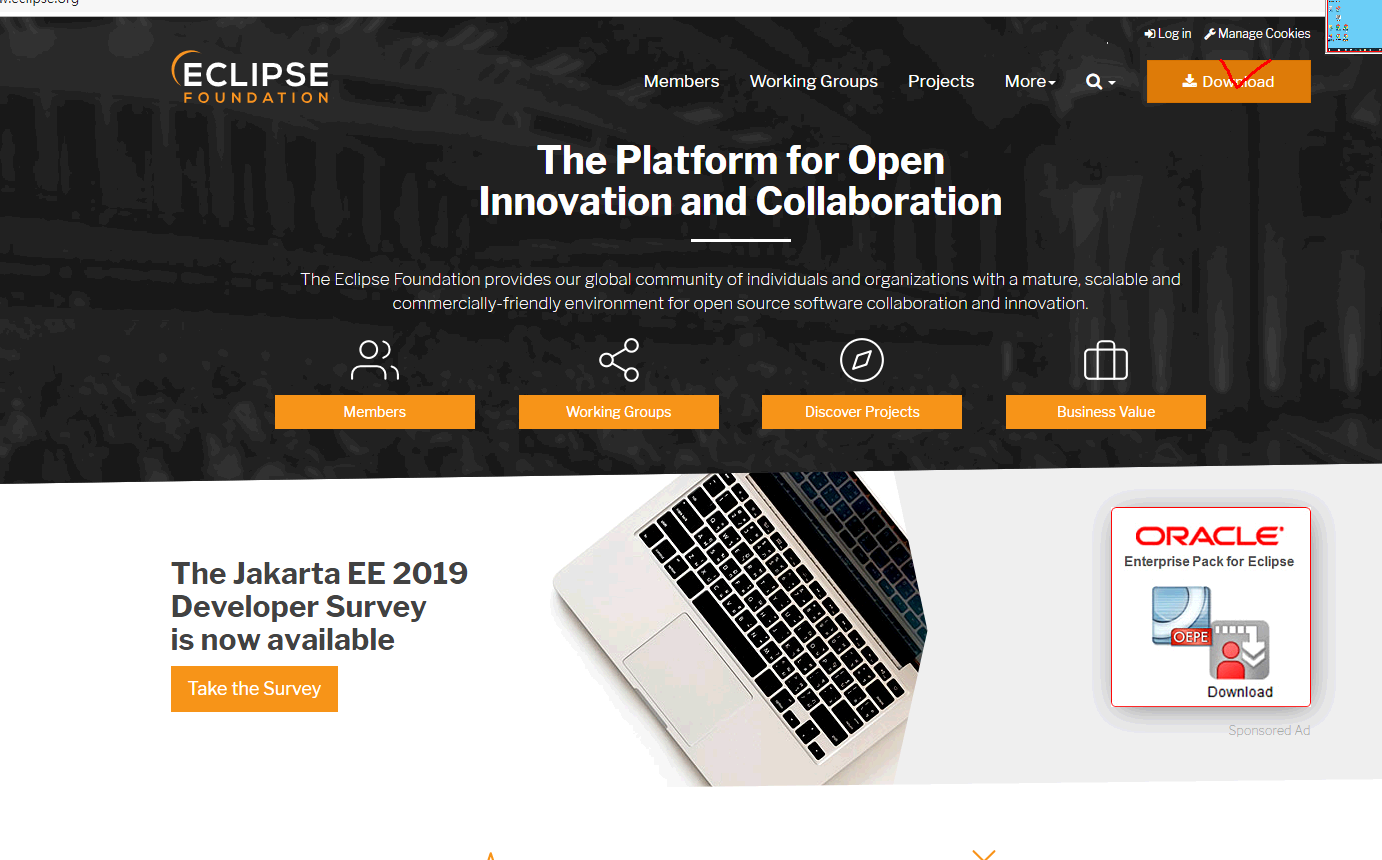 Log in Manage Cookies
ECLIPSE
FOUNDATION
Members Working Groups Projects More Download
The Platform for Open
Innovation and Collaboration
The Eclipse Foundation provides our global community of individuals and organizations with a mature, scalable and
commercially-friendly environment for open source software collaboration and innovation.
Members Working Groups Discover Projects Business Value
The Jakarta EE 2019
Developer Survey
is now available
Take the Survey
ORACLE
Enterprise Pack for Eclipse
OEPE
Download
Sponsored Ad